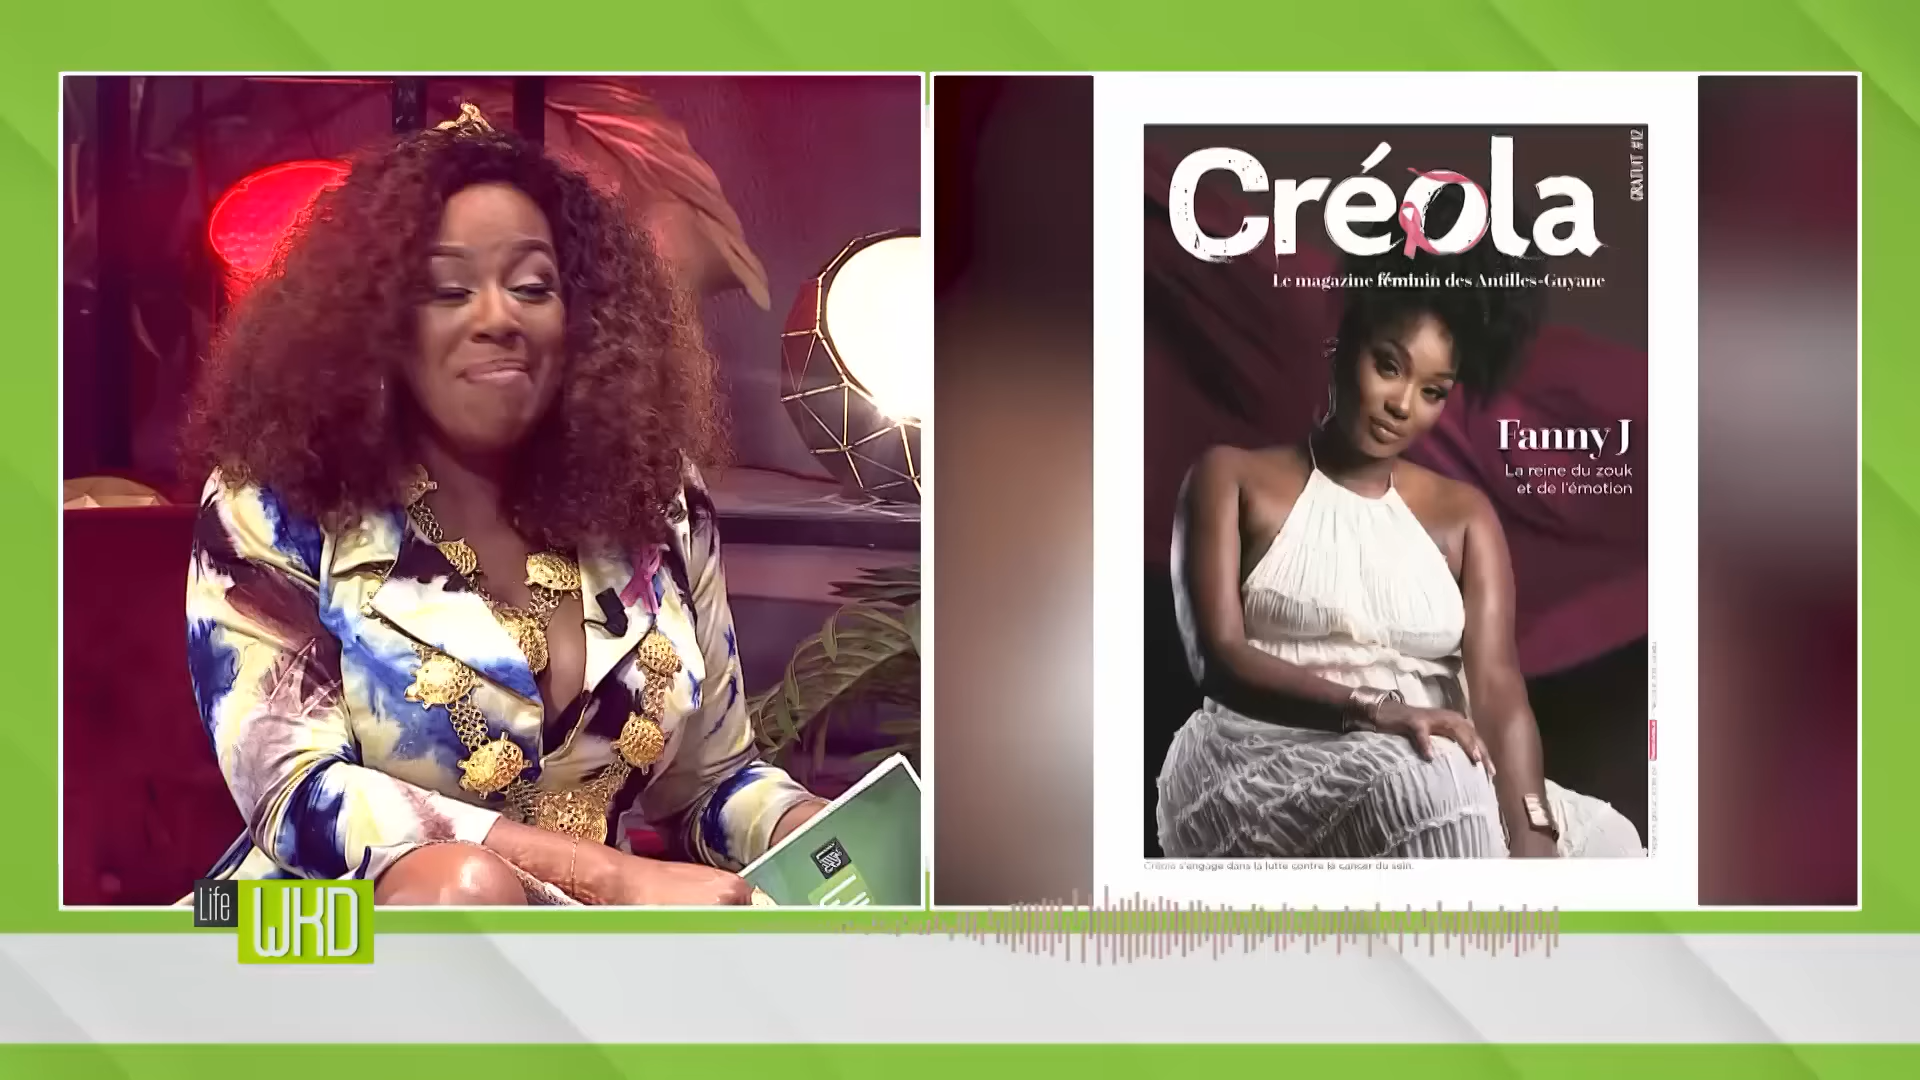 Créola
GRATUIT #12
Le magazine féminin des Antilles-Guyane
Fanny J
La reine du zouk
et de l'émotion
Créola s'engage dans la lutte contre le cancer du sein.
Life
WKD